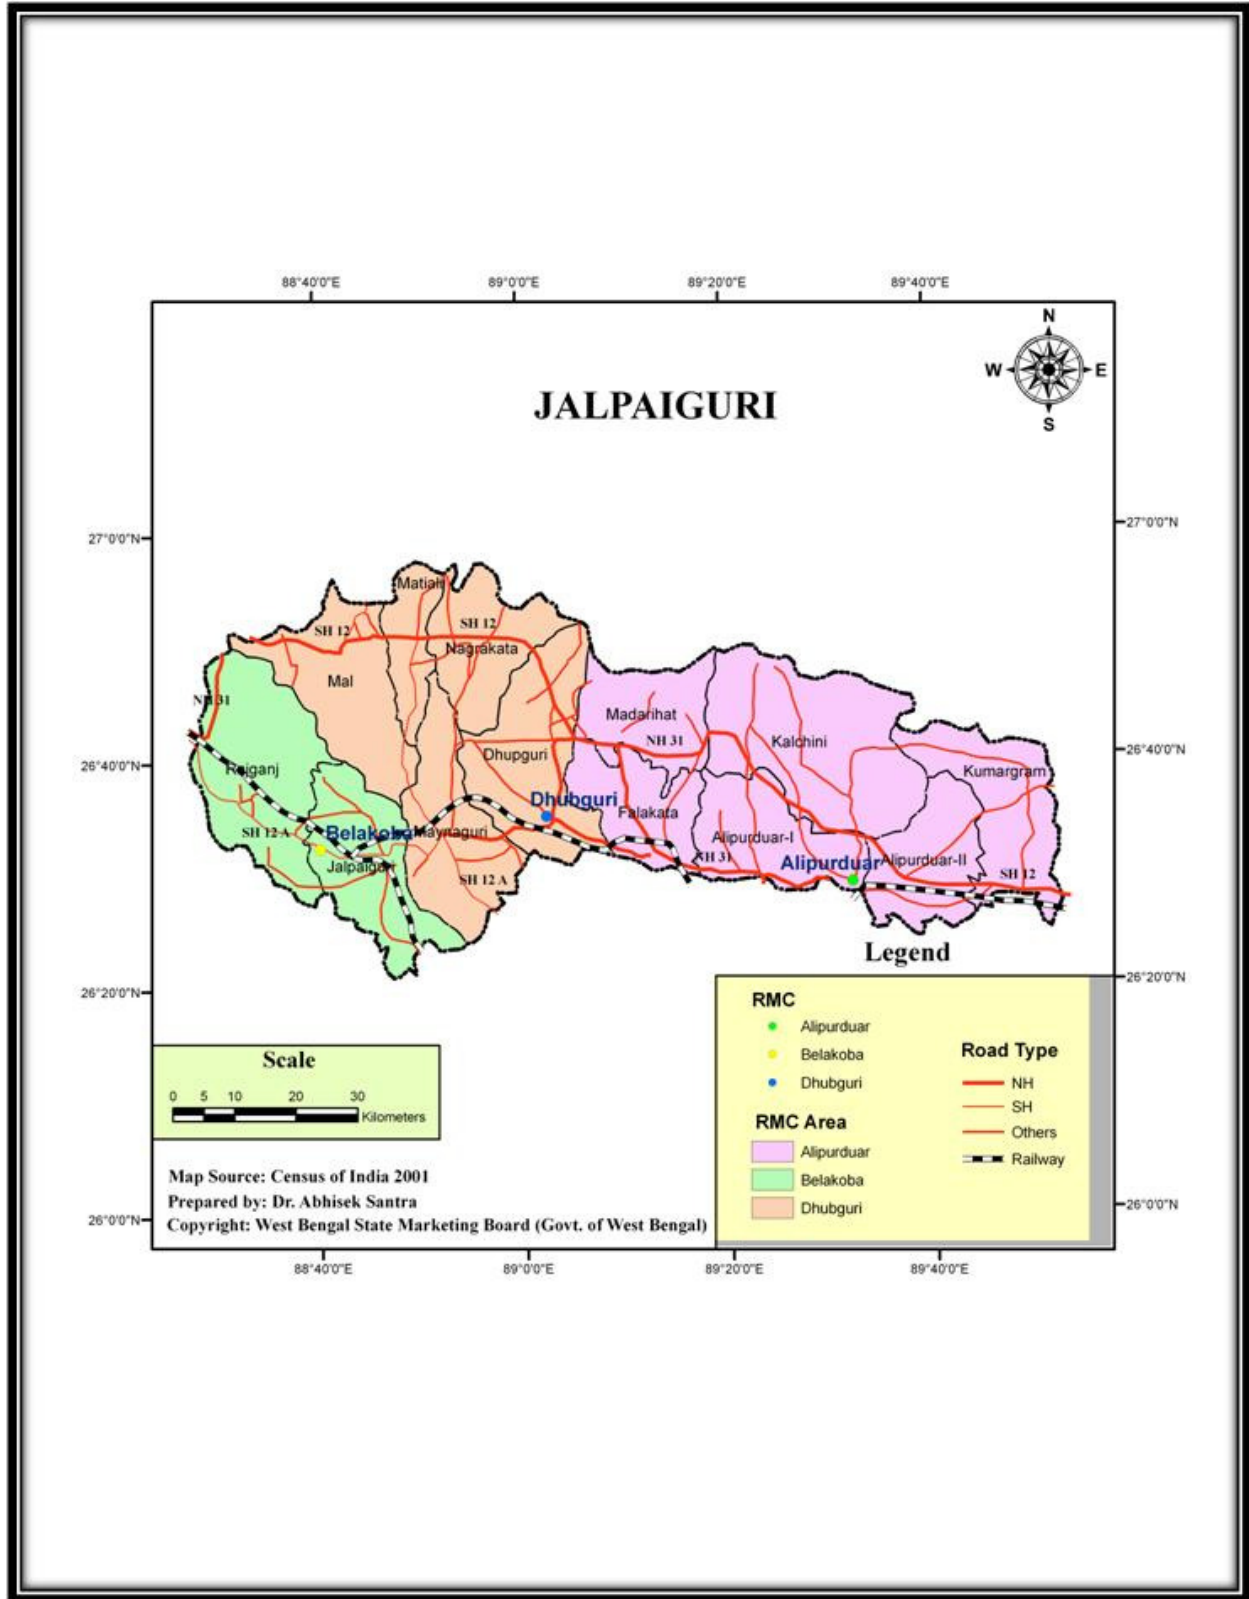 88°40'0"E 89°0'0"E 89°20'0"E 89°40'0"E
N
W E
S
JALPAIGURI
27°0'0"N 27°0'0"N
Matiali
SH 12 SH 12
Nagrakata
Mal
NH 31
Madarihat
NH 31 Kalchini
Dhupguri
26°40'0"N 26°40'0"N
Rajganj Kumargram
Dhubguri
Falakata
SH 12 A Belakoba Maynaguri Alipurduar-I
NH 31 Alipurduar Alipurduar-II
Jalpaiguri
SH 12 A SH 12
Legend
26°20'0"N 26°20'0"N
RMC
Alipurduar
Belakoba
Dhubguri
RMC Area
Alipurduar
Belakoba
Dhubguri
Road Type
NH
SH
Others
Railway
Scale
0 5 10 20 30
Kilometers
Map Source: Census of India 2001
Prepared by: Dr. Abhisek Santra
Copyright: West Bengal State Marketing Board (Govt. of West Bengal)
26°0'0"N 26°0'0"N
88°40'0"E 89°0'0"E 89°20'0"E 89°40'0"E